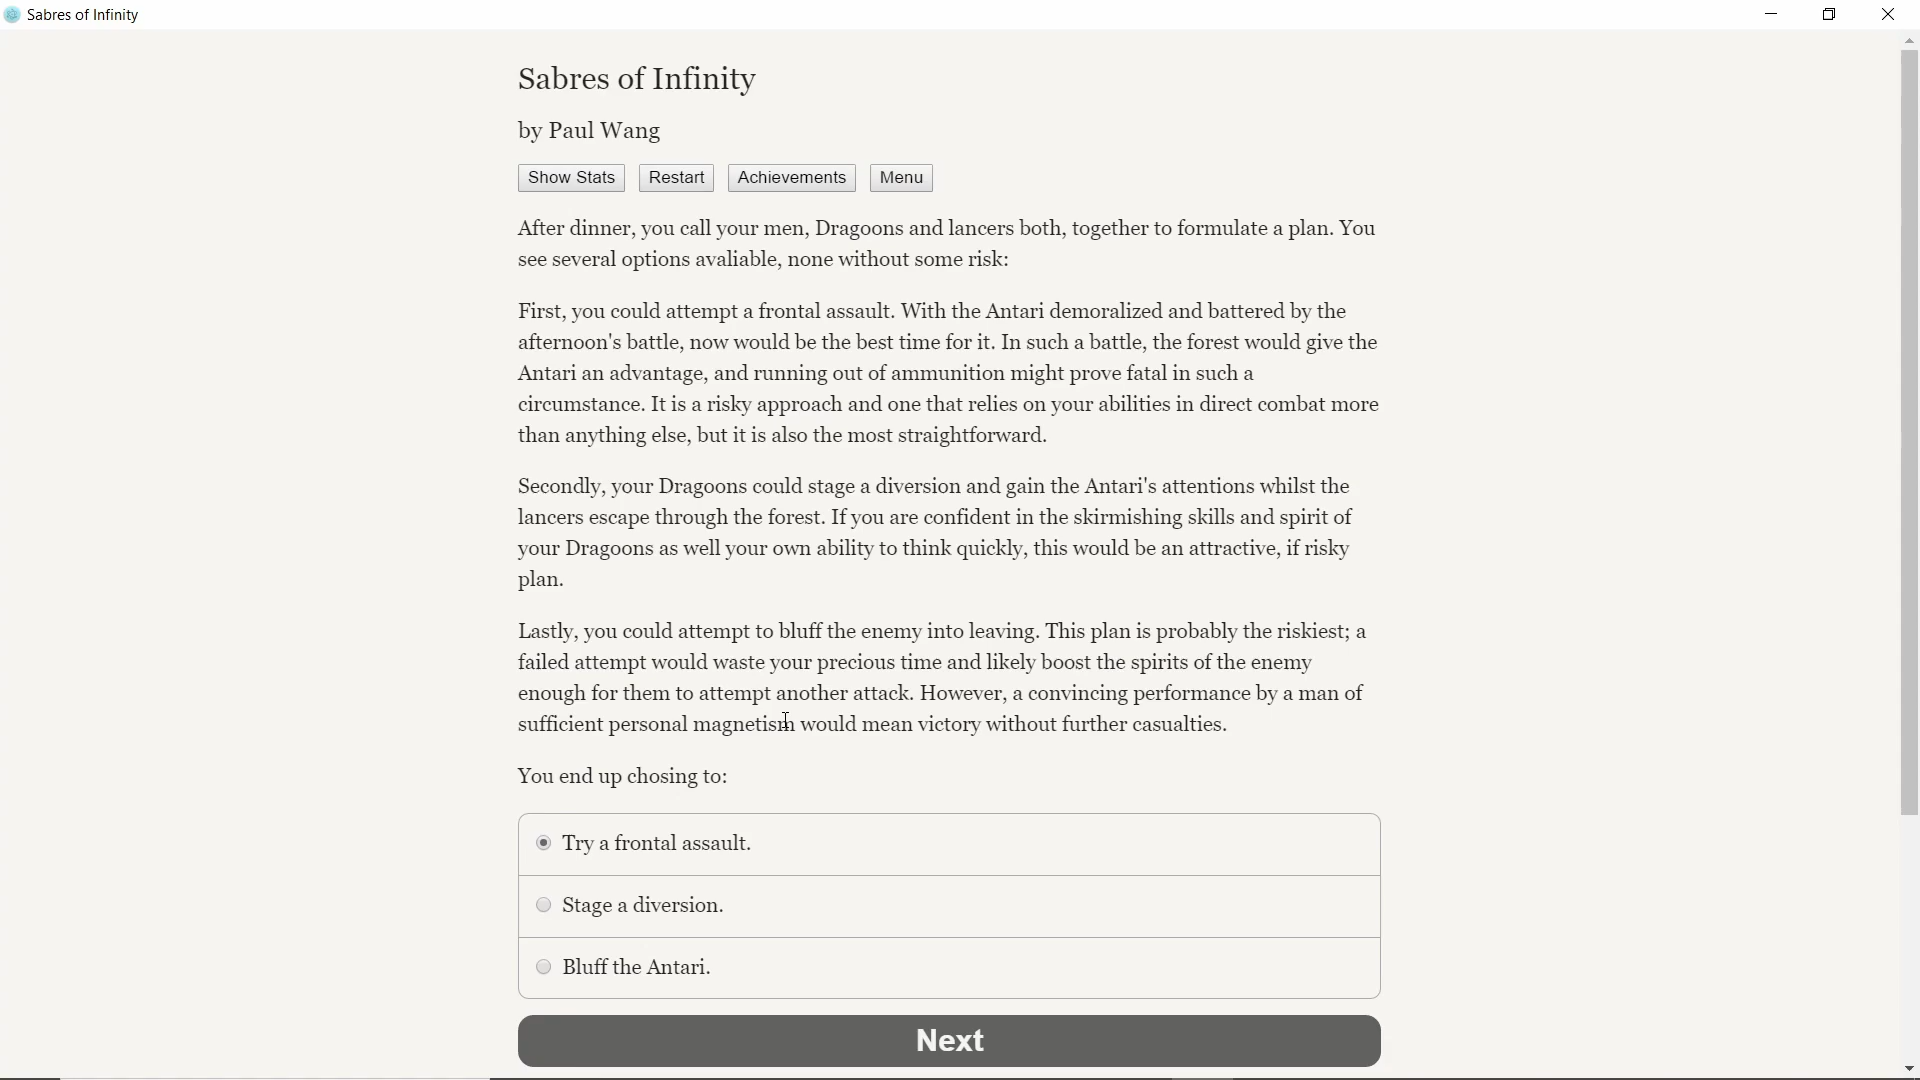 Sabres of Infinity
Sabres of Infinity
by Paul Wang
Show Stats Restart Achievements Menu
After dinner, you call your men, Dragoons and lancers both, together to formulate a plan. You
see several options avaliable, none without some risk:
First, you could attempt a frontal assault. With the Antari demoralized and battered by the
afternoon's battle, now would be the best time for it. In such a battle, the forest would give the
Antari an advantage, and running out of ammunition might prove fatal in such a
circumstance. It is a risky approach and one that relies on your abilities in direct combat more
than anything else, but it is also the most straightforward.
Secondly, your Dragoons could stage a diversion and gain the Antari's attentions whilst the
lancers escape through the forest. If you are confident in the skirmishing skills and spirit of
your Dragoons as well your own ability to think quickly, this would be an attractive, if risky
plan.
Lastly, you could attempt to bluff the enemy into leaving. This plan is probably the riskiest; a
failed attempt would waste your precious time and likely boost the spirits of the enemy
enough for them to attempt another attack. However, a convincing performance by a man of
sufficient personal magnetism would mean victory without further casualties.
You end up chosing to:
Try a frontal assault.
Stage a diversion.
Bluff the Antari.
Next